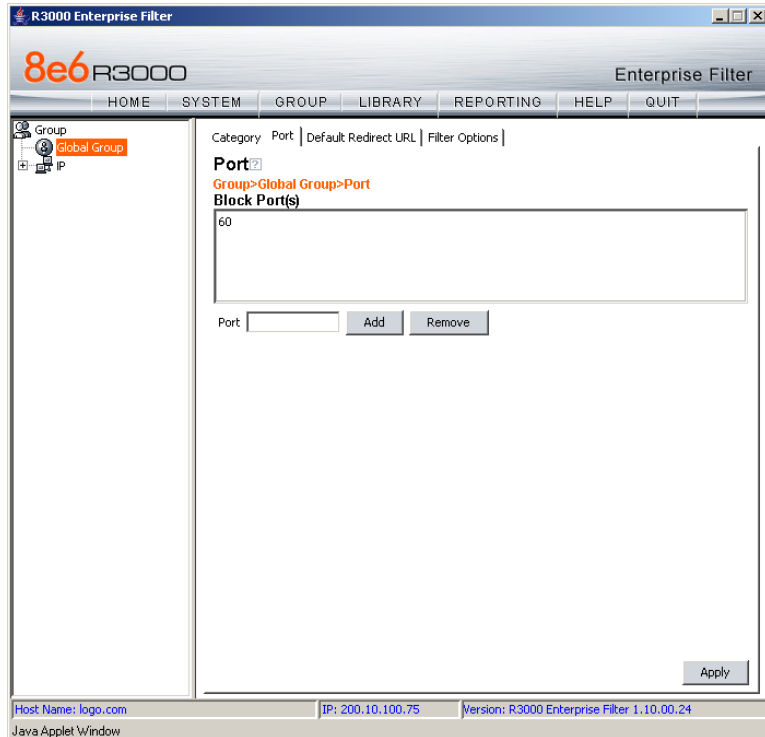 R3000 Enterprise Filter
8e6 R3000
Enterprise Filter
HOME SYSTEM GROUP LIBRARY REPORTING HELP QUIT
Group
Global Group
IP
Category Port Default Redirect URL Filter Options
Port ?
Group>Global Group>Port
Block Port(s)
60
Port Add Remove
Apply
Host Name: logo.com IP: 200.10.100.75 Version: R3000 Enterprise Filter 1.10.00.24
Java Applet Window